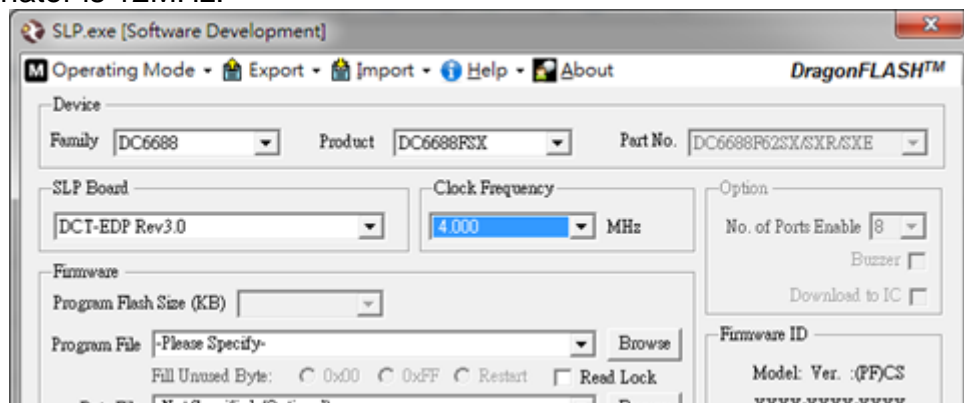 SLP.exe [Software Development]
M Operating Mode Export Import Help About DragonFLASH™
Device
Family DC6688 Product DC6688FSX Part No. DC6688F62SX/SXR/SXE
SLP Board Clock Frequency Option
DCT-EDP Rev3.0 4.000 MHz No. of Ports Enable 8
Buzzer
Firmware Download to IC
Program Flash Size (KB)
Firmware ID
Program File -Please Specify- Browse
Model: Ver. :(PF)CS
Fill Unused Byte: 0x00 0xFF Restart Read Lock